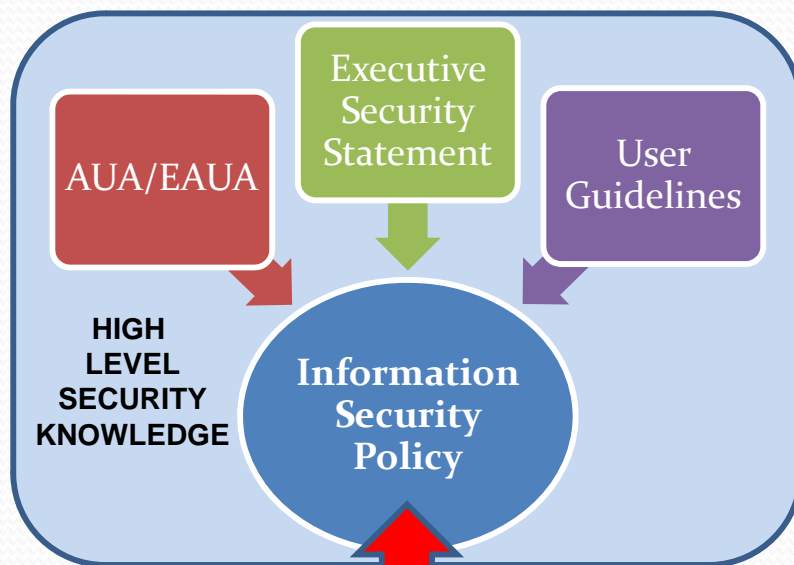 Executive
Security
Statement
AUA/EAUA
User
Guidelines
HIGH
LEVEL
SECURITY
KNOWLEDGE
Information
Security
Policy